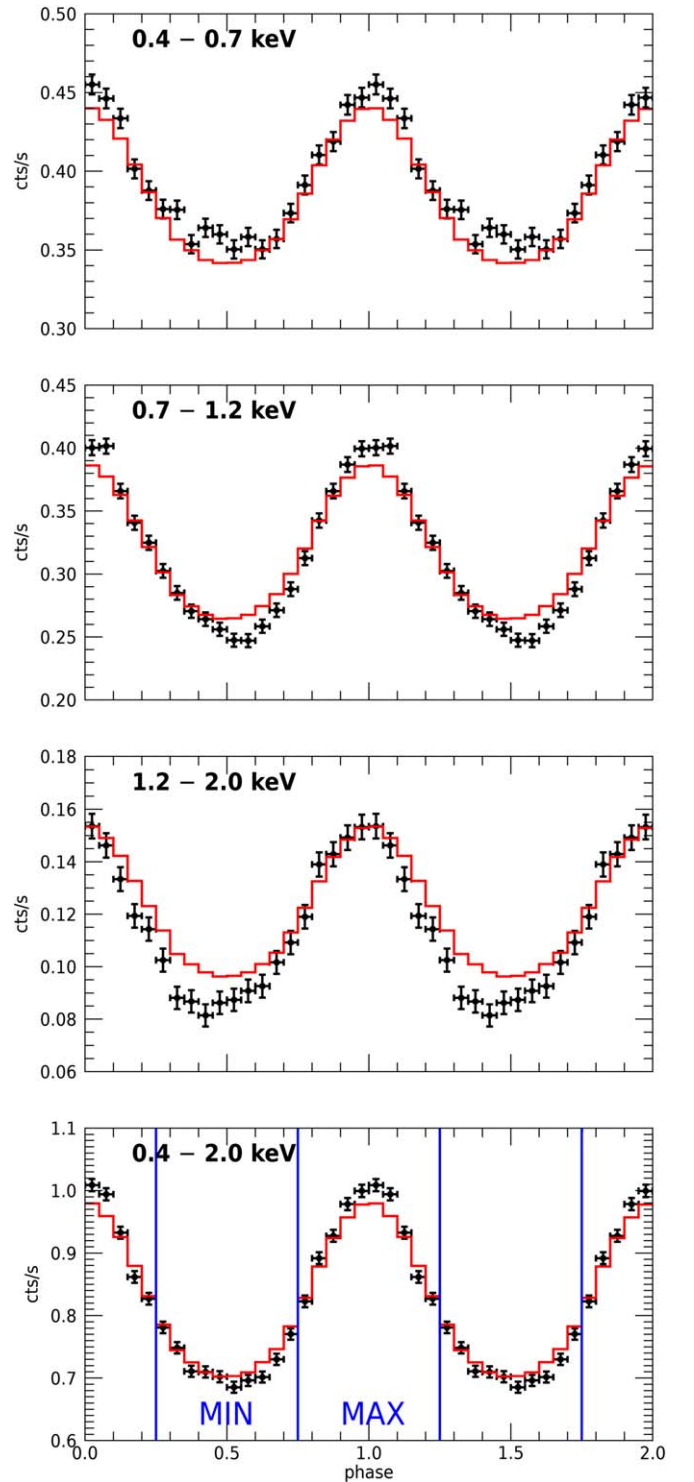 0.50
0.4 – 0.7 keV
0.45
0.40
cts/s
0.35
0.30
0.45
0.7 – 1.2 keV
0.40
0.35
cts/s
0.30
0.25
0.20
0.18
1.2 – 2.0 keV
0.16
0.14
cts/s
0.12
0.10
0.08
0.06
1.1
0.4 – 2.0 keV
1.0
0.9
cts/s
0.8
0.7
MIN MAX
0.6
0.0 0.5 1.0 1.5 2.0
phase